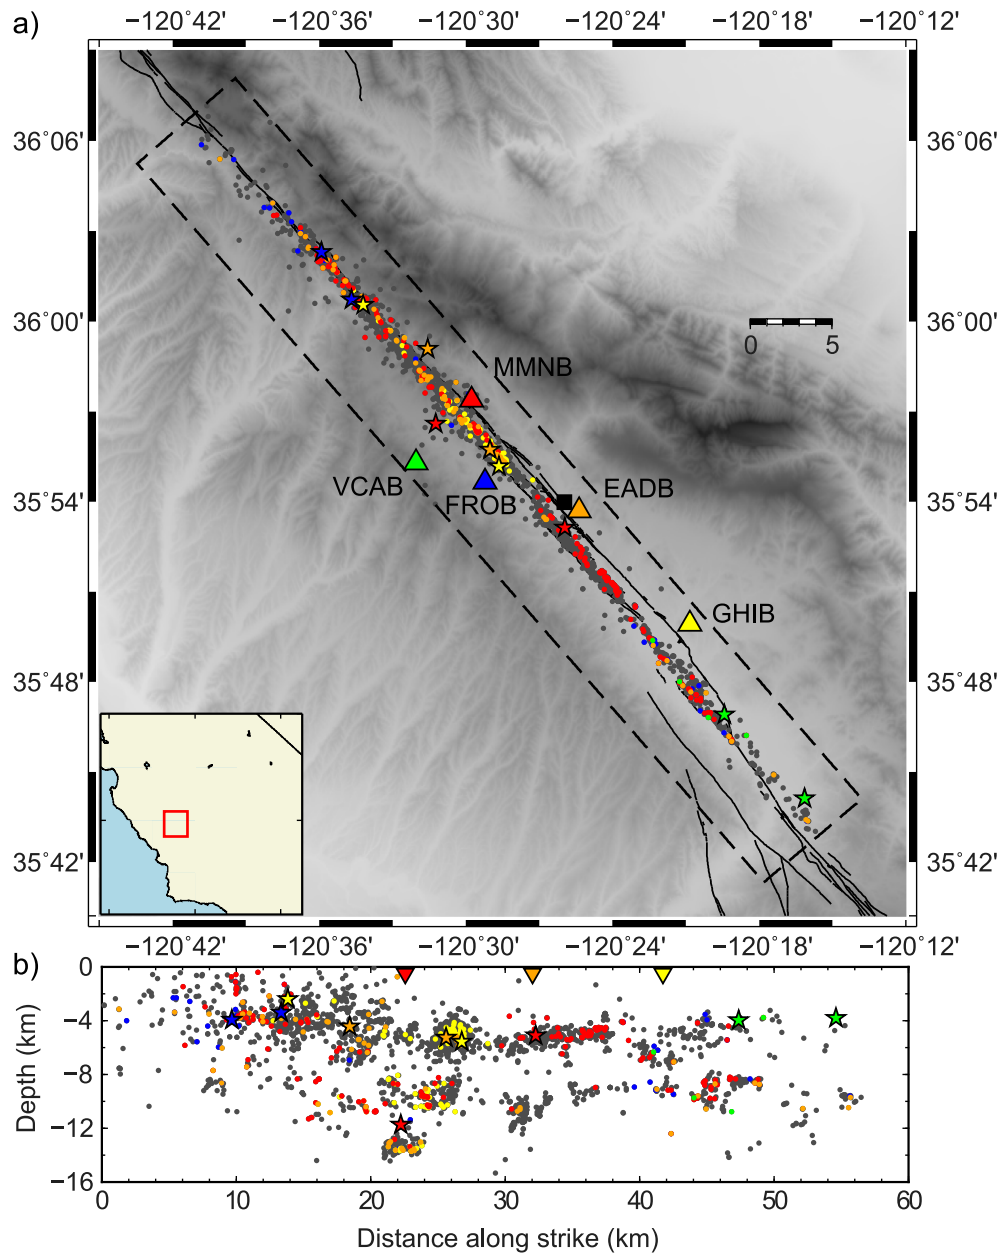 a)
−120˚42' −120˚36' −120˚30' −120˚24' −120˚18' −120˚12'
36˚06' 36˚06'
36˚00' 36˚00'
0 5
MMNB
VCAB
FROB
EADB
35˚54' 35˚54'
GHIB
35˚48' 35˚48'
35˚42' 35˚42'
−120˚42' −120˚36' −120˚30' −120˚24' −120˚18' −120˚12'
b)
0
−4
−8
−12
−16
Depth (km)
0 10 20 30 40 50 60
Distance along strike (km)